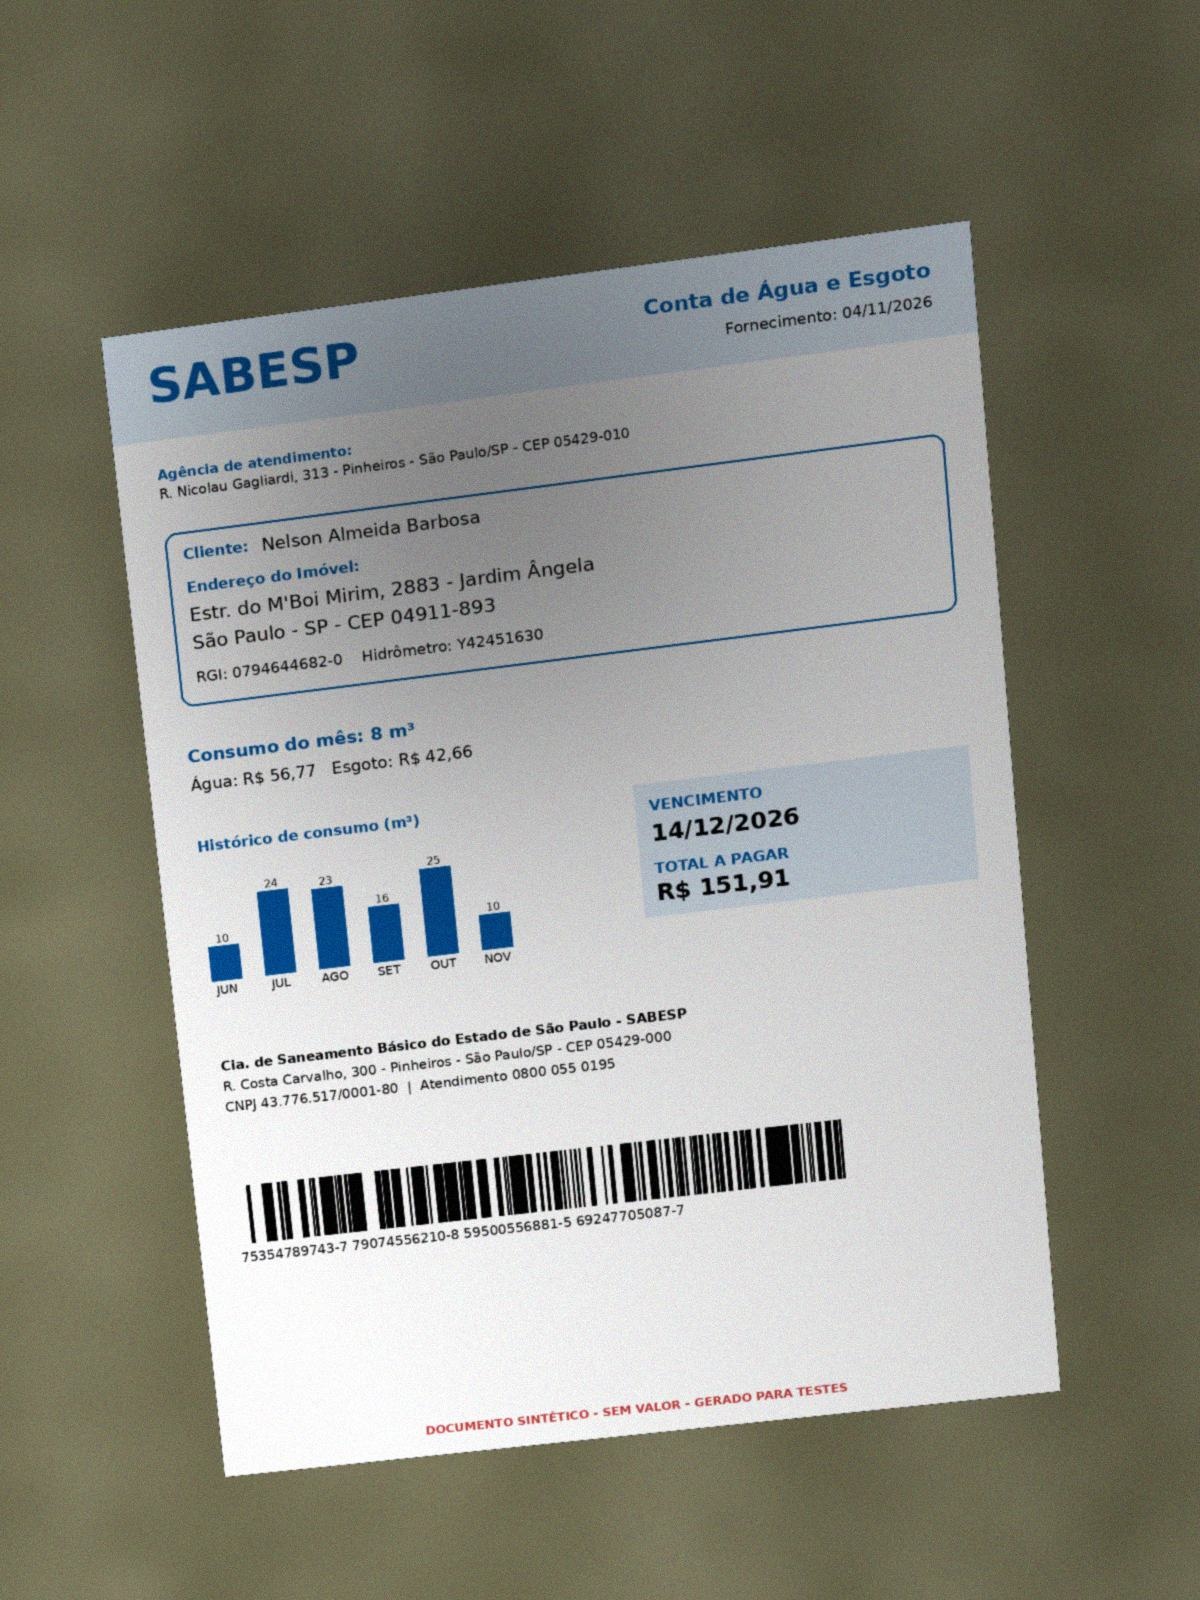 SABESP
Conta de Água e Esgoto
Fornecimento: 04/11/2026
Agência de atendimento:
R. Nicolau Gagliardi, 313 - Pinheiros - São Paulo/SP - CEP 05429-010
Cliente: Nelson Almeida Barbosa
Endereço do Imóvel:
Estr. do M'Boi Mirim, 2883 - Jardim Ângela
São Paulo - SP - CEP 04911-893
RGI: 0794644682-0 Hidrômetro: Y42451630
Consumo do mês: 8 m³
Água: R$ 56,77 Esgoto: R$ 42,66
VENCIMENTO
14/12/2026
TOTAL A PAGAR
R$ 151,91
Histórico de consumo (m³)
10 24 23 16 25 10
JUN JUL AGO SET OUT NOV
Cia. de Saneamento Básico do Estado de São Paulo - SABESP
R. Costa Carvalho, 300 - Pinheiros - São Paulo/SP - CEP 05429-000
CNPJ 43.776.517/0001-80 | Atendimento 0800 055 0195
75354789743-7 79074556210-8 59500556881-5 69247705087-7
DOCUMENTO SINTÉTICO - SEM VALOR - GERADO PARA TESTES